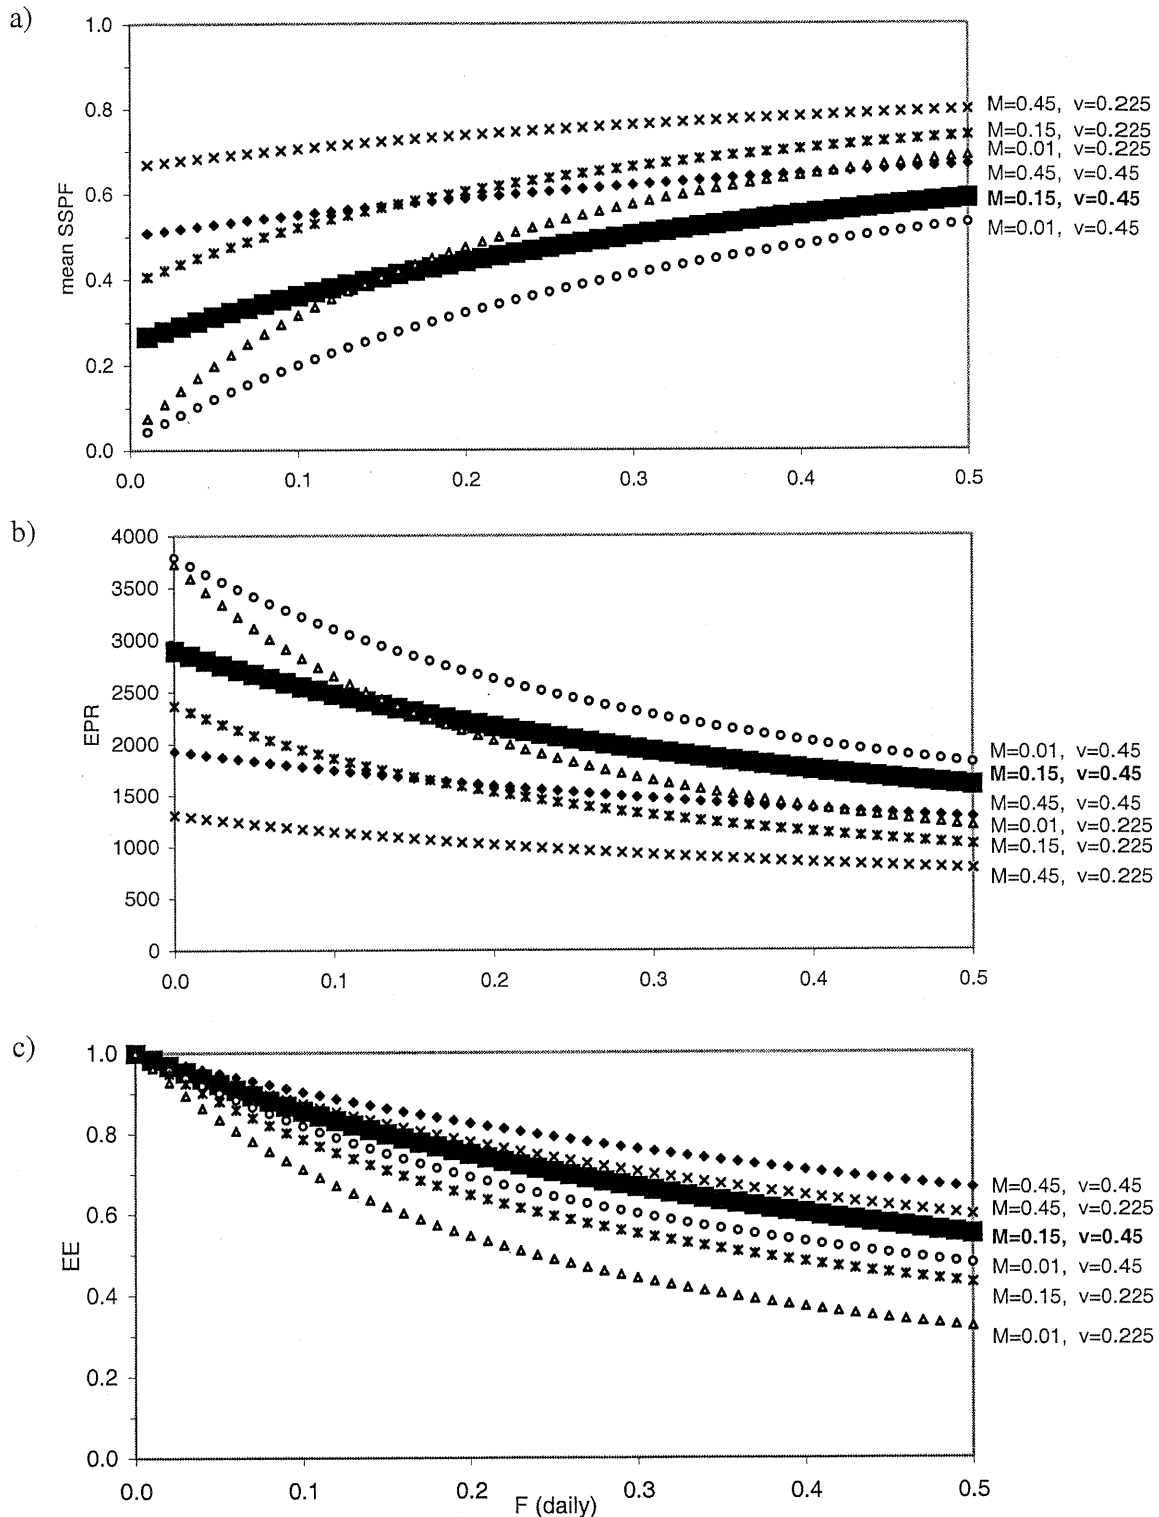 a)
1.0
0.8
0.6
0.4
0.2
0.0
mean SSPF
0.0 0.1 0.2 0.3 0.4 0.5
M=0.45, v=0.225
M=0.15, v=0.225
M=0.01, v=0.225
M=0.45, v=0.45
M=0.15, v=0.45
M=0.01, v=0.45
b)
4000
3500
3000
2500
2000
1500
1000
500
0
EPR
0.0 0.1 0.2 0.3 0.4 0.5
M=0.01, v=0.45
M=0.15, v=0.45
M=0.45, v=0.45
M=0.01, v=0.225
M=0.15, v=0.225
M=0.45, v=0.225
c)
1.0
0.8
0.6
0.4
0.2
0.0
EE
0.0 0.1 0.2 0.3 0.4 0.5
F (daily)
M=0.45, v=0.45
M=0.45, v=0.225
M=0.15, v=0.45
M=0.01, v=0.45
M=0.15, v=0.225
M=0.01, v=0.225